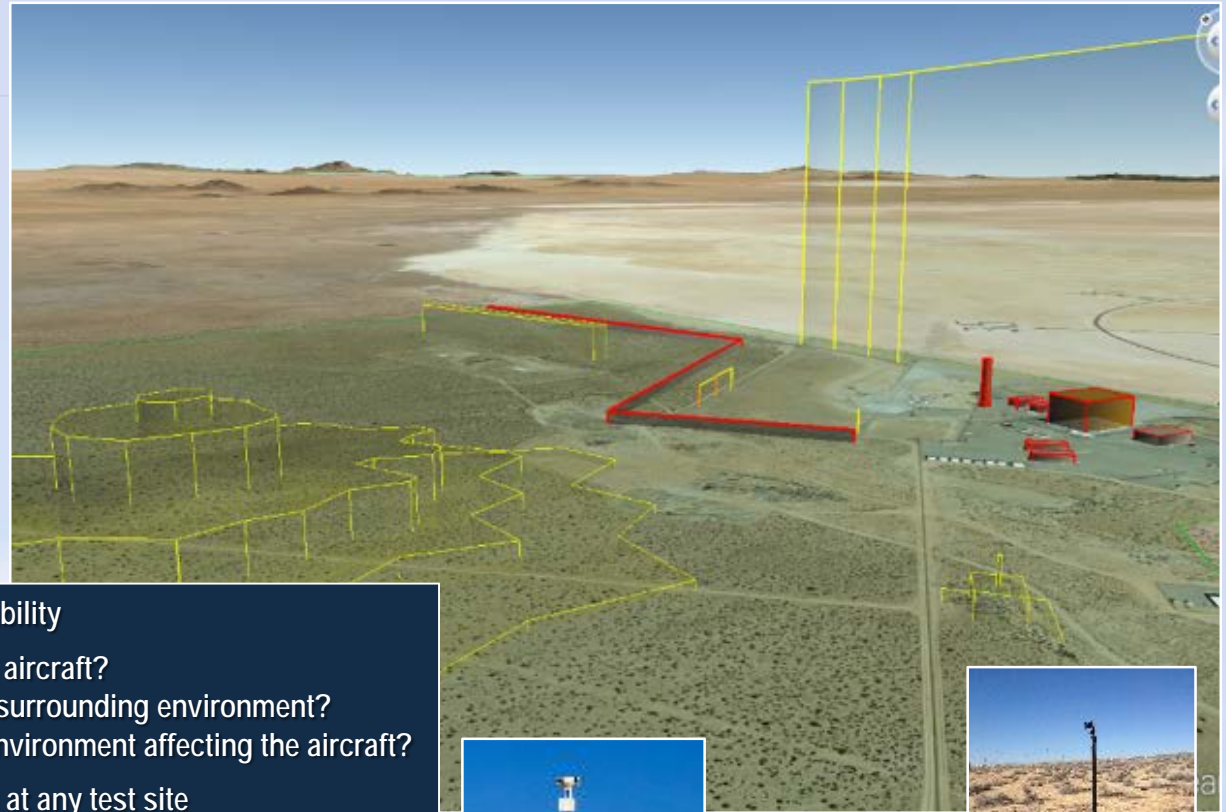 bility
aircraft?
surrounding environment?
nvironment affecting the aircraft?
at any test site